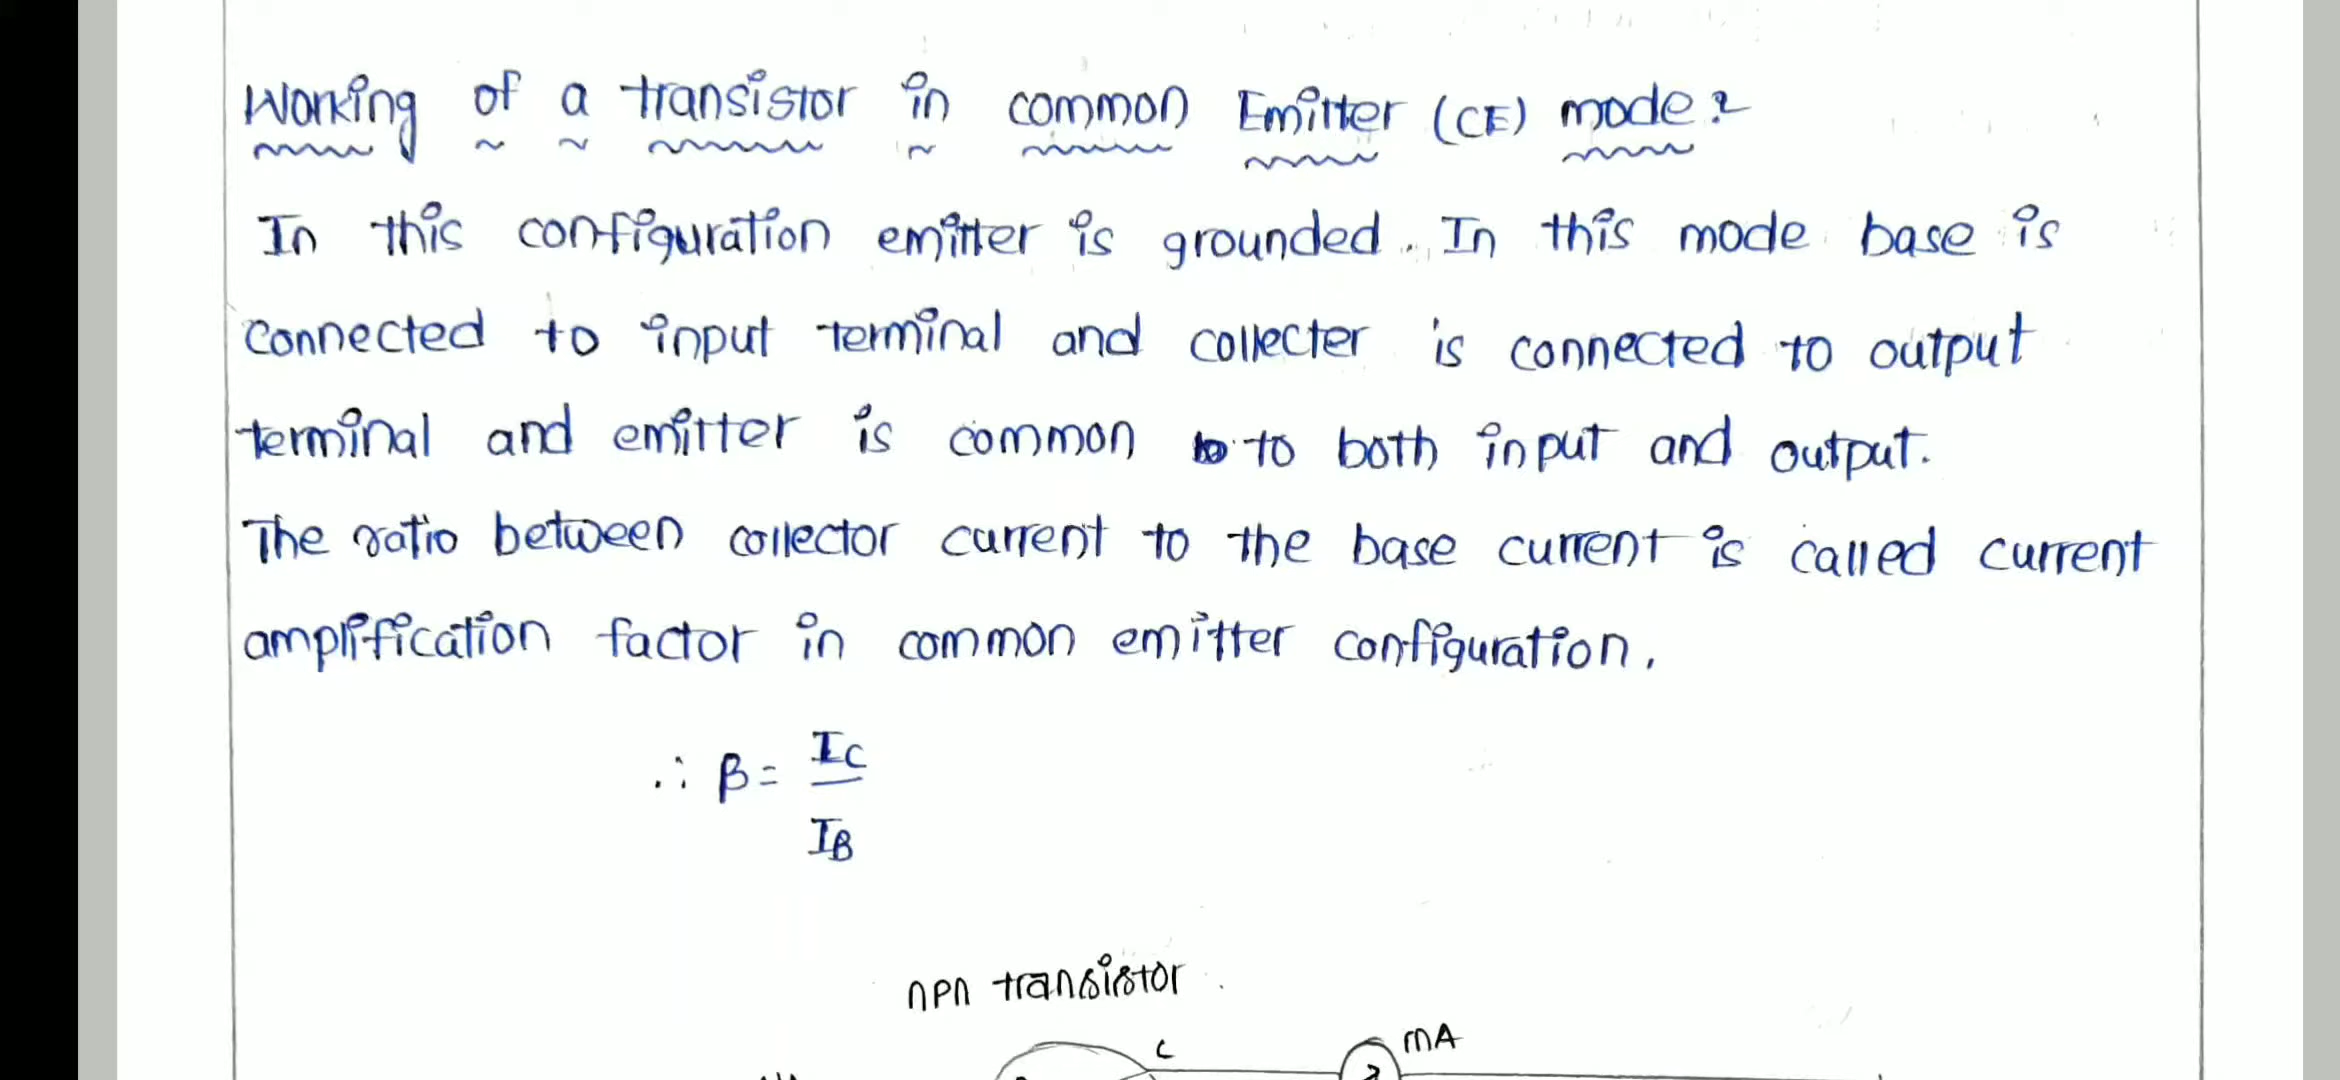 Working of a transistor in common Emitter (CE) mode?
In this configuration emitter is grounded. In this mode base is
connected to input terminal and collecter is connected to output
terminal and emitter is common to to both input and output.
The ratio between collector current to the base current is called current
amplification factor in common emitter configuration.
∴ β = IC
IB
npn transistor
C
mA